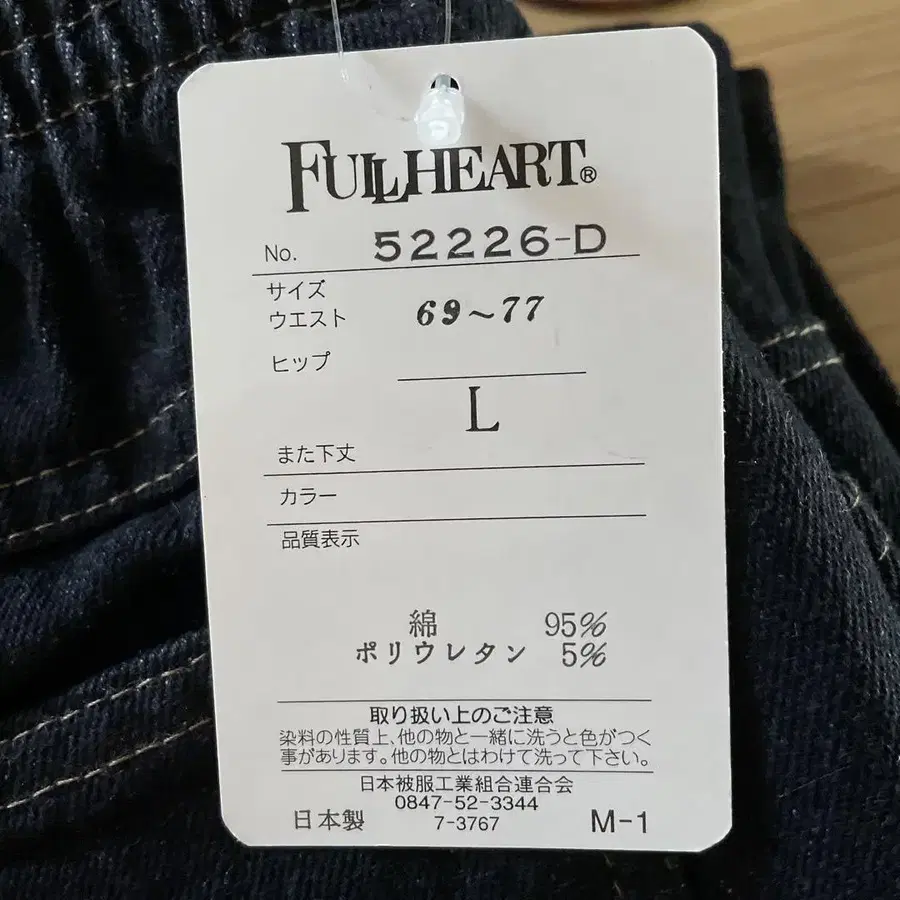 FULLHEART®
No. 52226-D
サイズ
ウエスト 69~77
ヒップ
L
また下丈
カラー
品質表示
綿 95%
ポリウレタン 5%
取り扱い上のご注意
染料の性質上、他の物と一緒に洗うと色がつく
事があります。他の物とはわけて洗って下さい。
日本被服工業組合連合会
0847-52-3344
日本製 7-3767 M-1